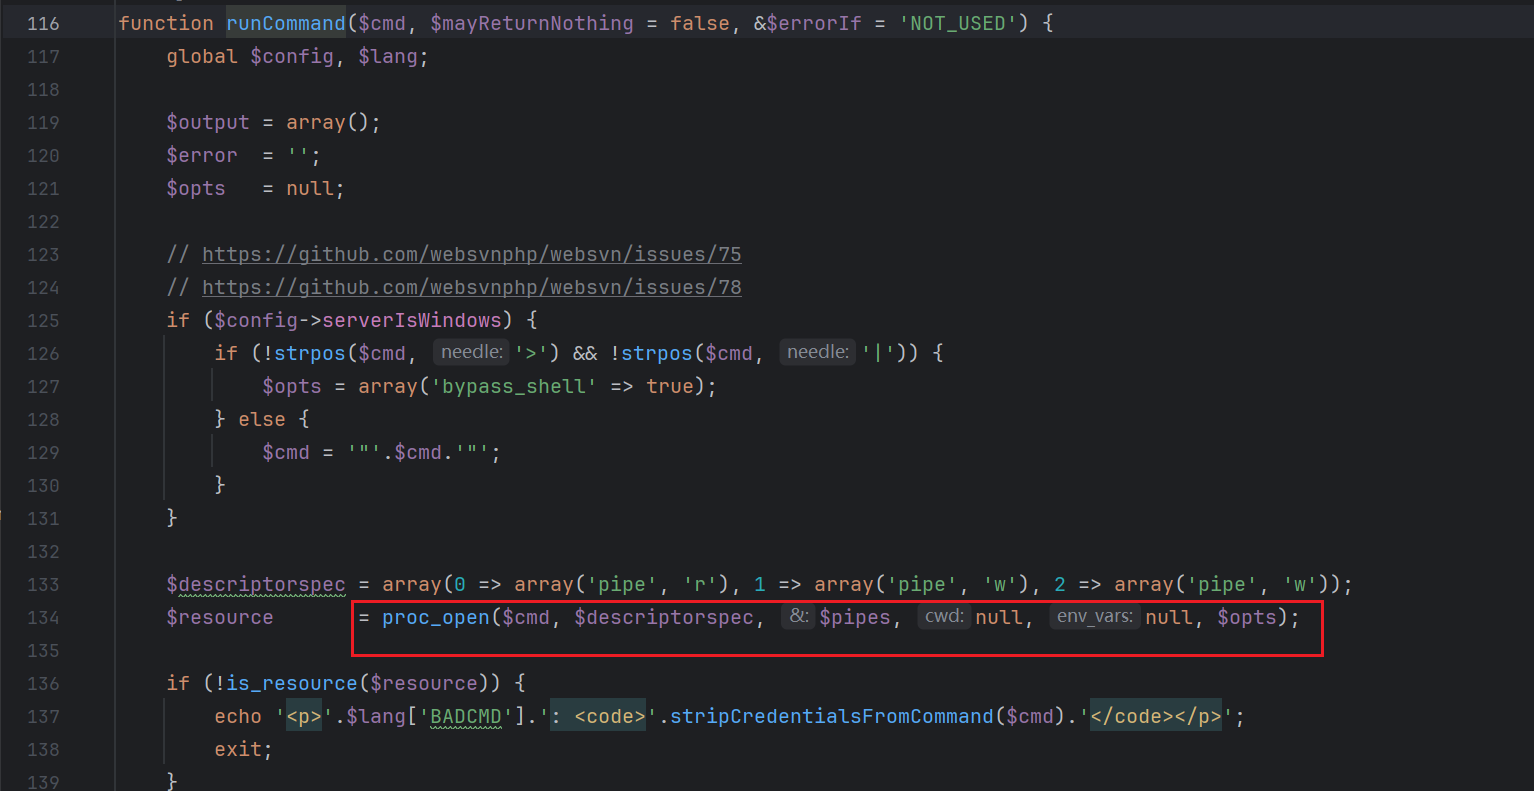 116 function runCommand($cmd, $mayReturnNothing = false, &$errorIf = 'NOT_USED') {
117 global $config, $lang;
118
119 $output = array();
120 $error  = '';
121 $opts   = null;
122
123 // https://github.com/websvnphp/websvn/issues/75
124 // https://github.com/websvnphp/websvn/issues/78
125 if ($config->serverIsWindows) {
126 if (!strpos($cmd, needle: '>') && !strpos($cmd, needle: '|')) {
127 $opts = array('bypass_shell' => true);
128 } else {
129 $cmd = '"'.$cmd.'"';
130 }
131 }
132
133 $descriptorspec = array(0 => array('pipe', 'r'), 1 => array('pipe', 'w'), 2 => array('pipe', 'w'));
134 $resource       = proc_open($cmd, $descriptorspec, &: $pipes, cwd: null, env_vars: null, $opts);
135
136 if (!is_resource($resource)) {
137 echo '<p>'.$lang['BADCMD'].': <code>'.stripCredentialsFromCommand($cmd).'</code></p>';
138 exit;
139 }